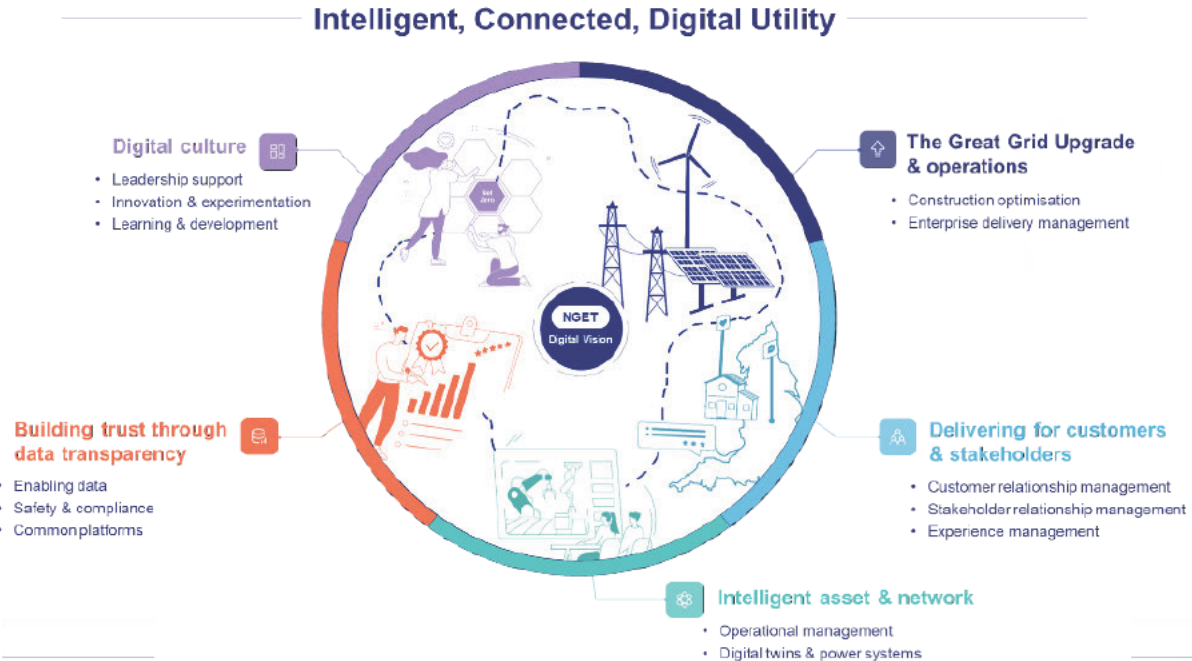 Intelligent, Connected, Digital Utility
Digital culture
• Leadership support
• Innovation & experimentation
• Learning & development
The Great Grid Upgrade
& operations
• Construction optimisation
• Enterprise delivery management
Net
Zero
NGET
Digital Vision
Building trust through
data transparency
• Enabling data
• Safety & compliance
• Common platforms
Delivering for customers
& stakeholders
• Customer relationship management
• Stakeholder relationship management
• Experience management
Intelligent asset & network
• Operational management
• Digital twins & power systems